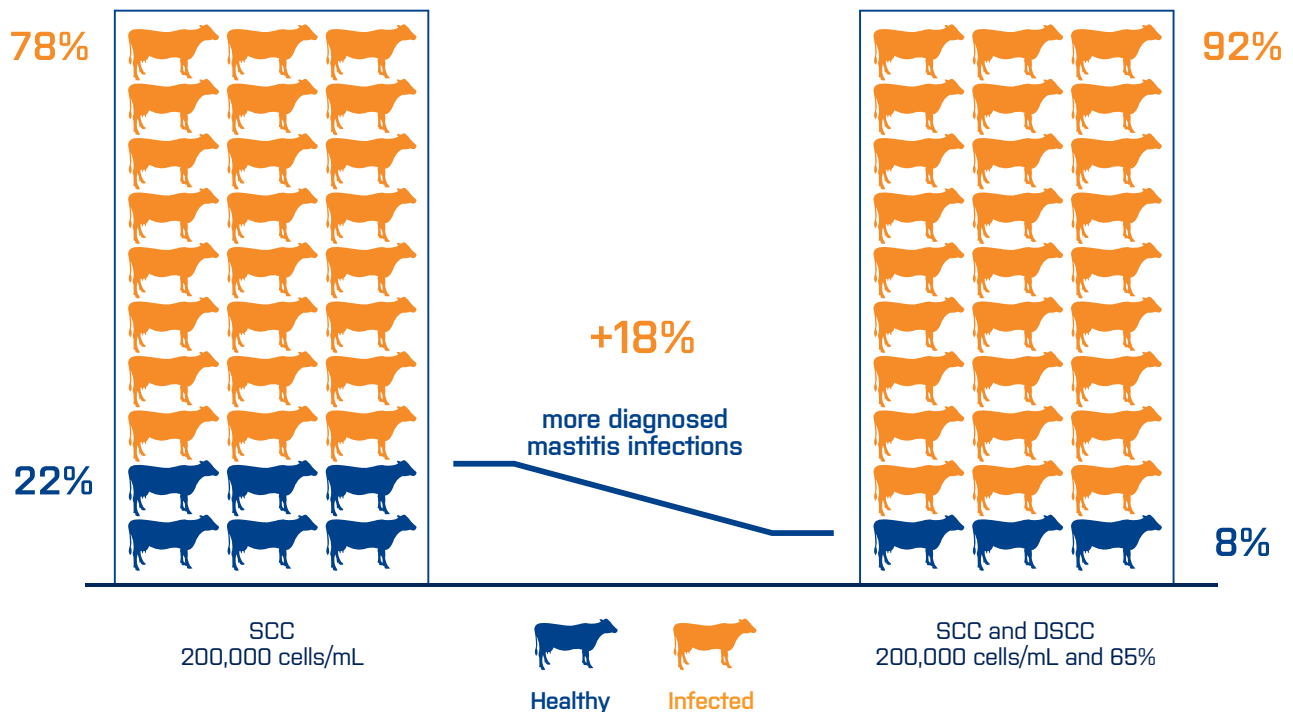 78%
92%
+18%
more diagnosed
mastitis infections
22%
8%
SCC
200,000 cells/mL
SCC and DSCC
200,000 cells/mL and 65%
Healthy
Infected